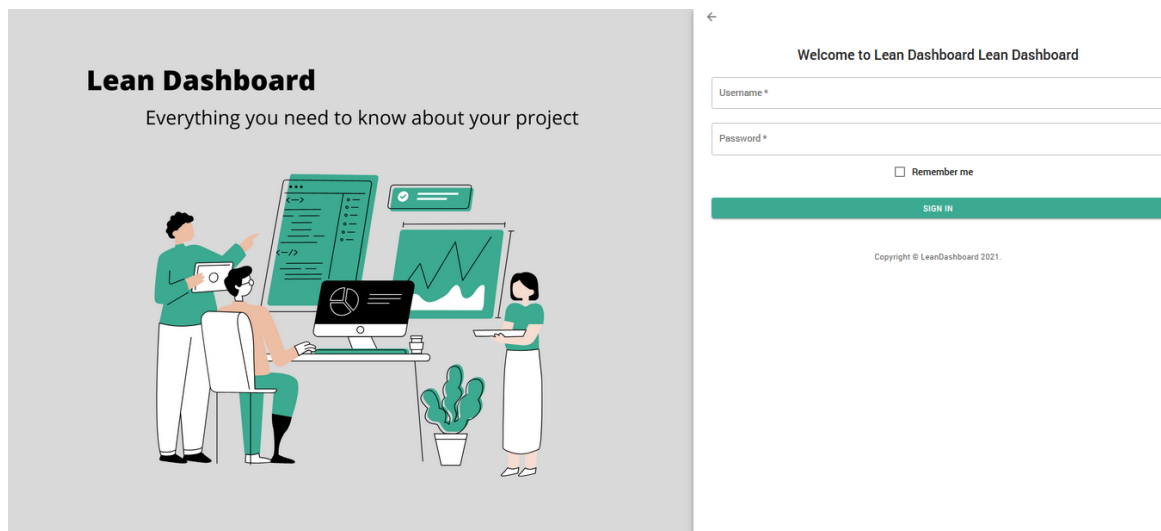 Lean Dashboard
Everything you need to know about your project
←
Welcome to Lean Dashboard Lean Dashboard
Username *
Password *
Remember me
SIGN IN
Copyright © LeanDashboard 2021.